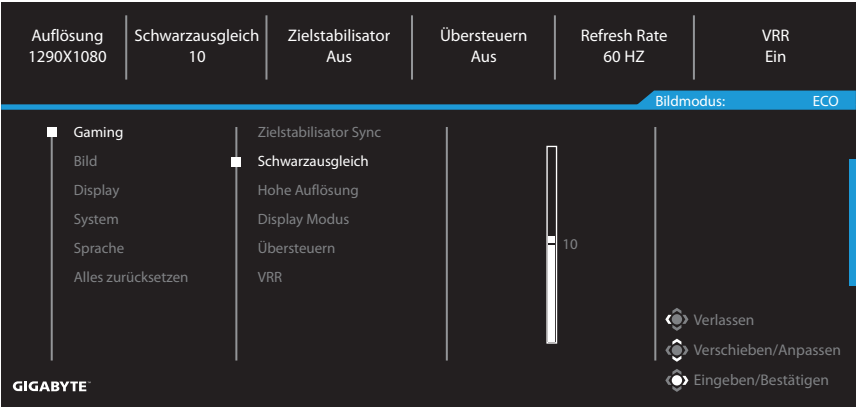 Auflösung Schwarzausgleich Zielstabilisator Übersteuern Refresh Rate VRR
1290X1080 10 Aus Aus 60 HZ Ein
Bildmodus: ECO
Gaming
Bild
Display
System
Sprache
Alles zurücksetzen
Zielstabilisator Sync
Schwarzausgleich
Hohe Auflösung
Display Modus
Übersteuern
VRR
10
Verlassen
Verschieben/Anpassen
Eingeben/Bestätigen
GIGABYTE™